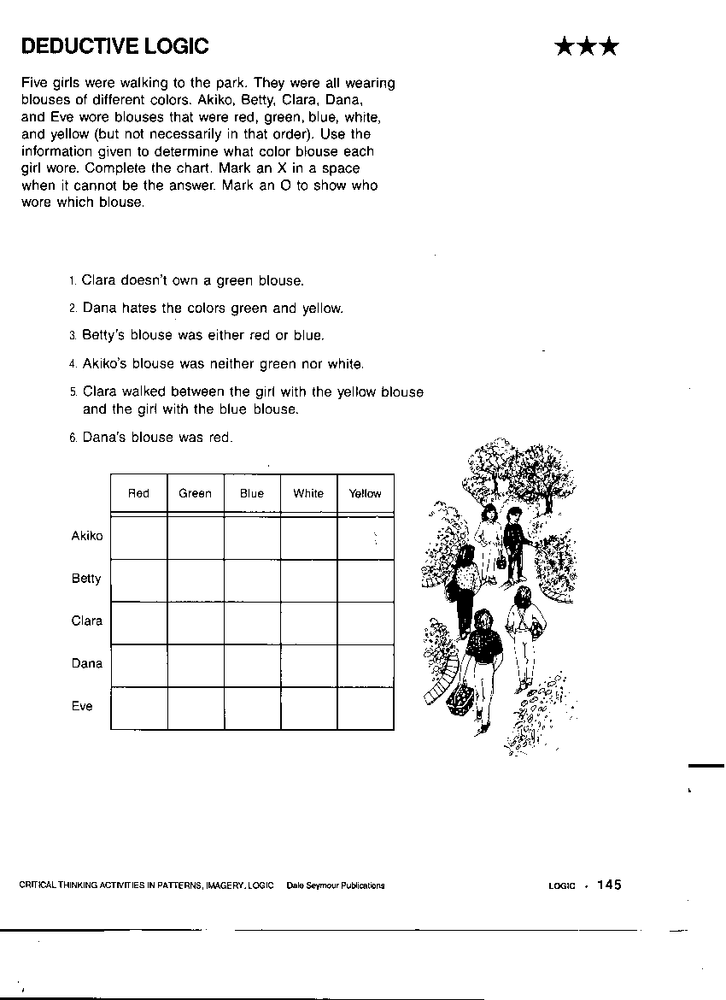 DEDUCTIVE LOGIC ★★★
Five girls were walking to the park. They were all wearing
blouses of different colors. Akiko, Betty, Clara, Dana,
and Eve wore blouses that were red, green, blue, white,
and yellow (but not necessarily in that order). Use the
information given to determine what color blouse each
girl wore. Complete the chart. Mark an X in a space
when it cannot be the answer. Mark an O to show who
wore which blouse.
1. Clara doesn't own a green blouse.
2. Dana hates the colors green and yellow.
3. Betty's blouse was either red or blue.
4. Akiko's blouse was neither green nor white.
5. Clara walked between the girl with the yellow blouse
and the girl with the blue blouse.
6. Dana's blouse was red.
Red Green Blue White Yellow
Akiko
Betty
Clara
Dana
Eve
CRITICAL THINKING ACTIVITIES IN PATTERNS, IMAGERY, LOGIC Dale Seymour Publications LOGIC • 145